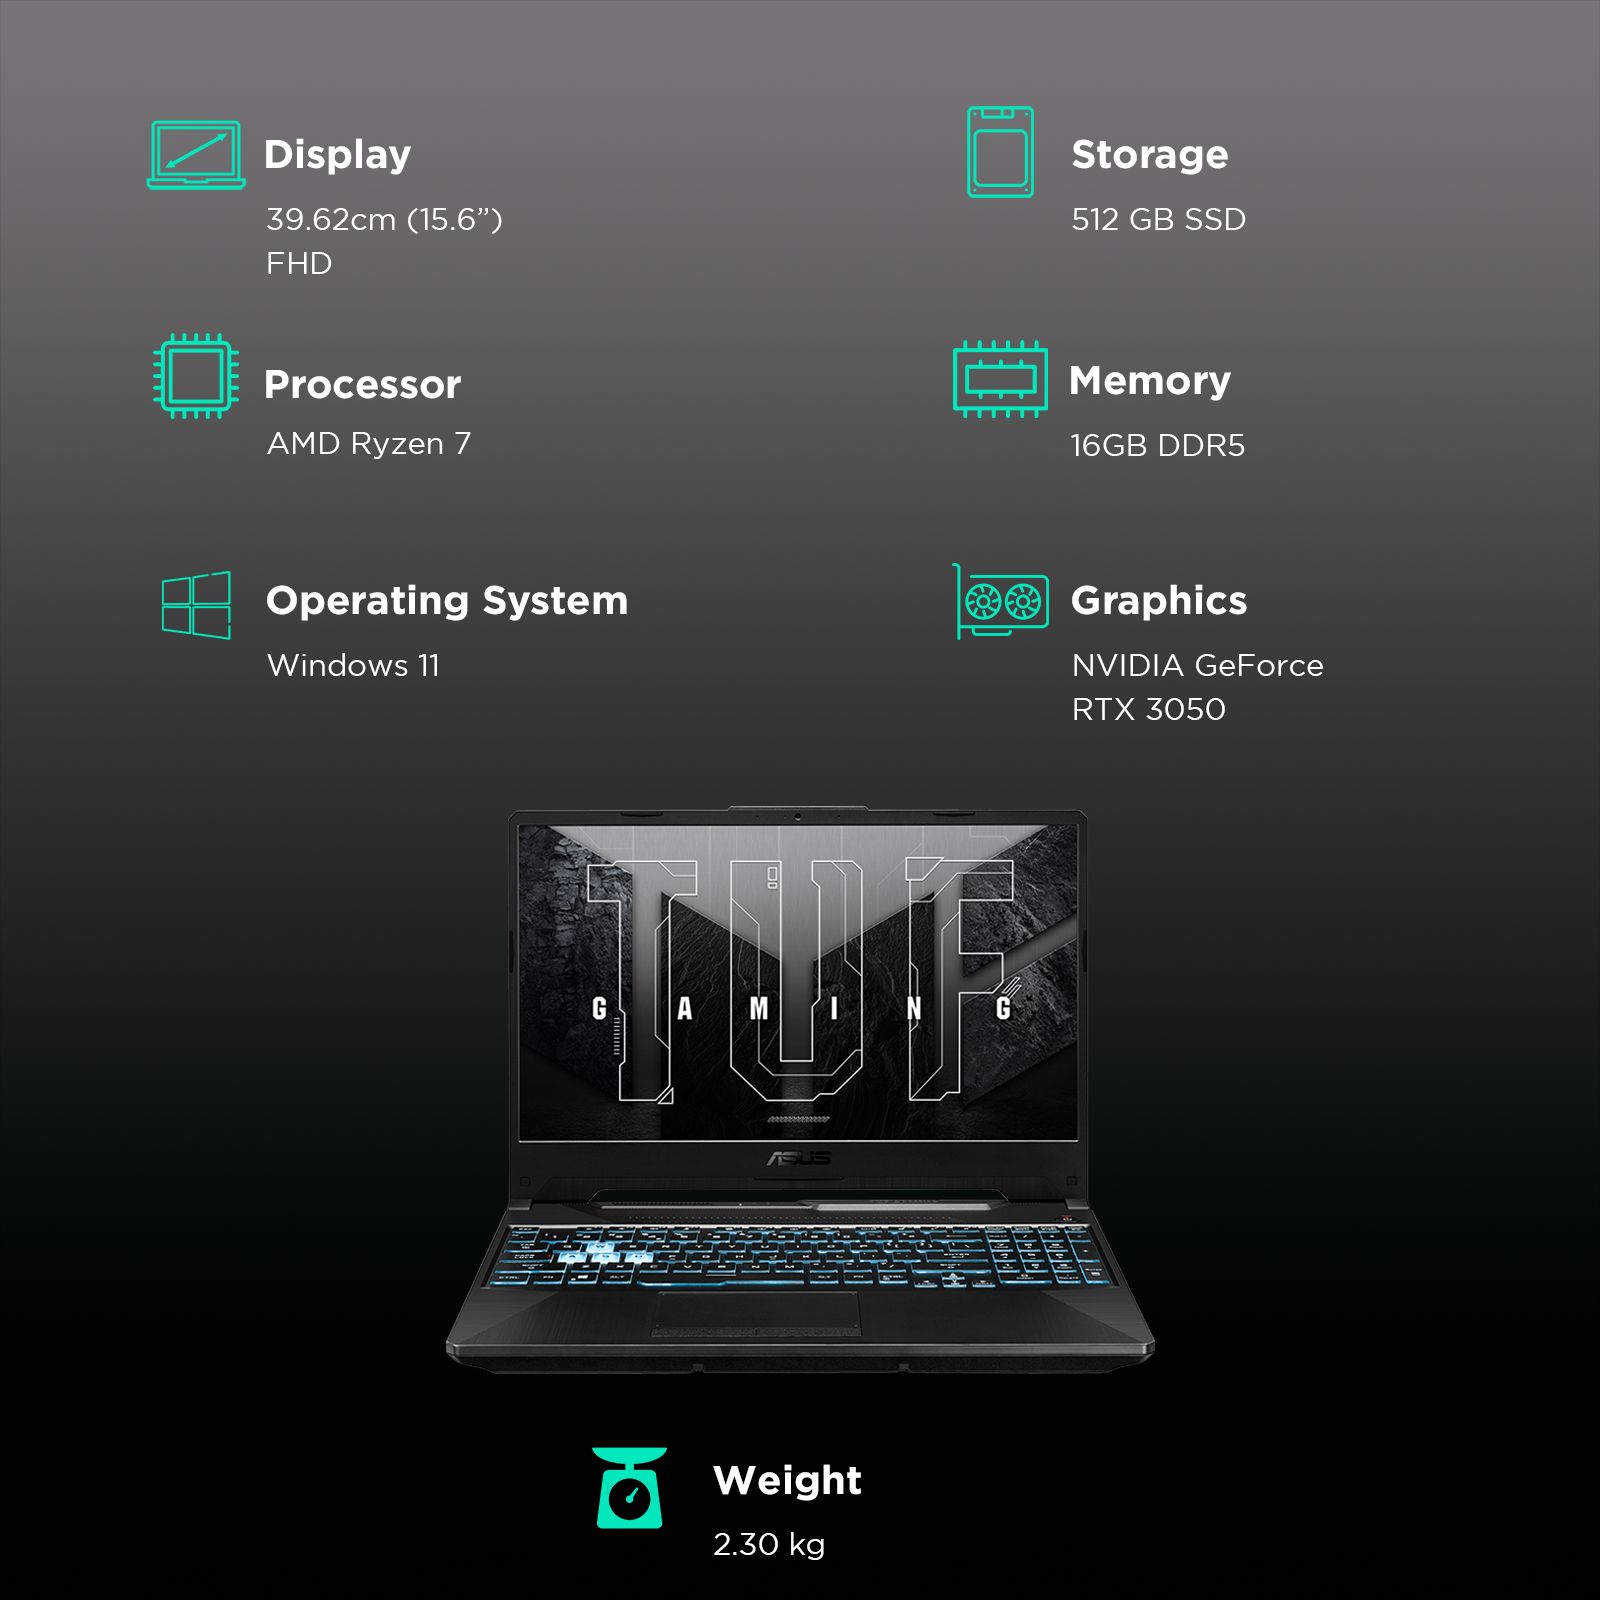 Display
39.62cm (15.6”)
FHD
Storage
512 GB SSD
Processor
AMD Ryzen 7
Memory
16GB DDR5
Operating System
Windows 11
Graphics
NVIDIA GeForce
RTX 3050
TUF
GAMING
ASUS
Weight
2.30 kg